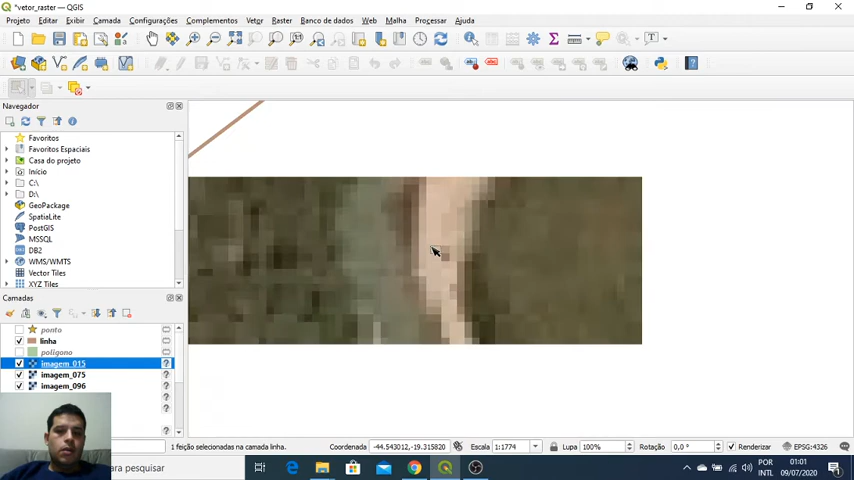 *vetor_raster — QGIS
Projeto Editar Exibir Camada Configurações Complementos Vetor Raster Banco de dados Web Malha Processar Ajuda
Navegador
Favoritos
Favoritos Espaciais
Casa do projeto
Início
C:\
D:\
GeoPackage
SpatiaLite
PostGIS
MSSQL
DB2
WMS/WMTS
Vector Tiles
XYZ Tiles
Camadas
ponto
linha
poligono
imagem_015
imagem_075
imagem_096
1 feição selecionadas na camada linha.
Coordenada -44.543012,-19.315820
Escala 1:1774
Lupa 100%
Rotação 0,0 °
Renderizar
EPSG:4326
para pesquisar
POR
INTL
01:01
09/07/2020